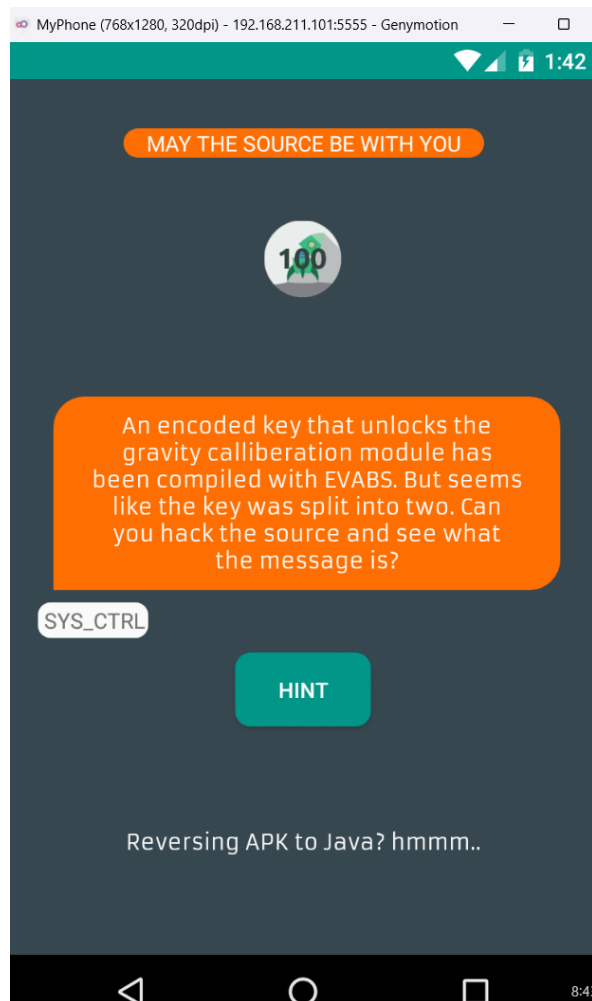 MyPhone (768x1280, 320dpi) - 192.168.211.101:5555 - Genymotion
1:42
MAY THE SOURCE BE WITH YOU
100
An encoded key that unlocks the
gravity calliberation module has
been compiled with EVABS. But seems
like the key was split into two. Can
you hack the source and see what
the message is?
SYS_CTRL
HINT
Reversing APK to Java? hmmm..